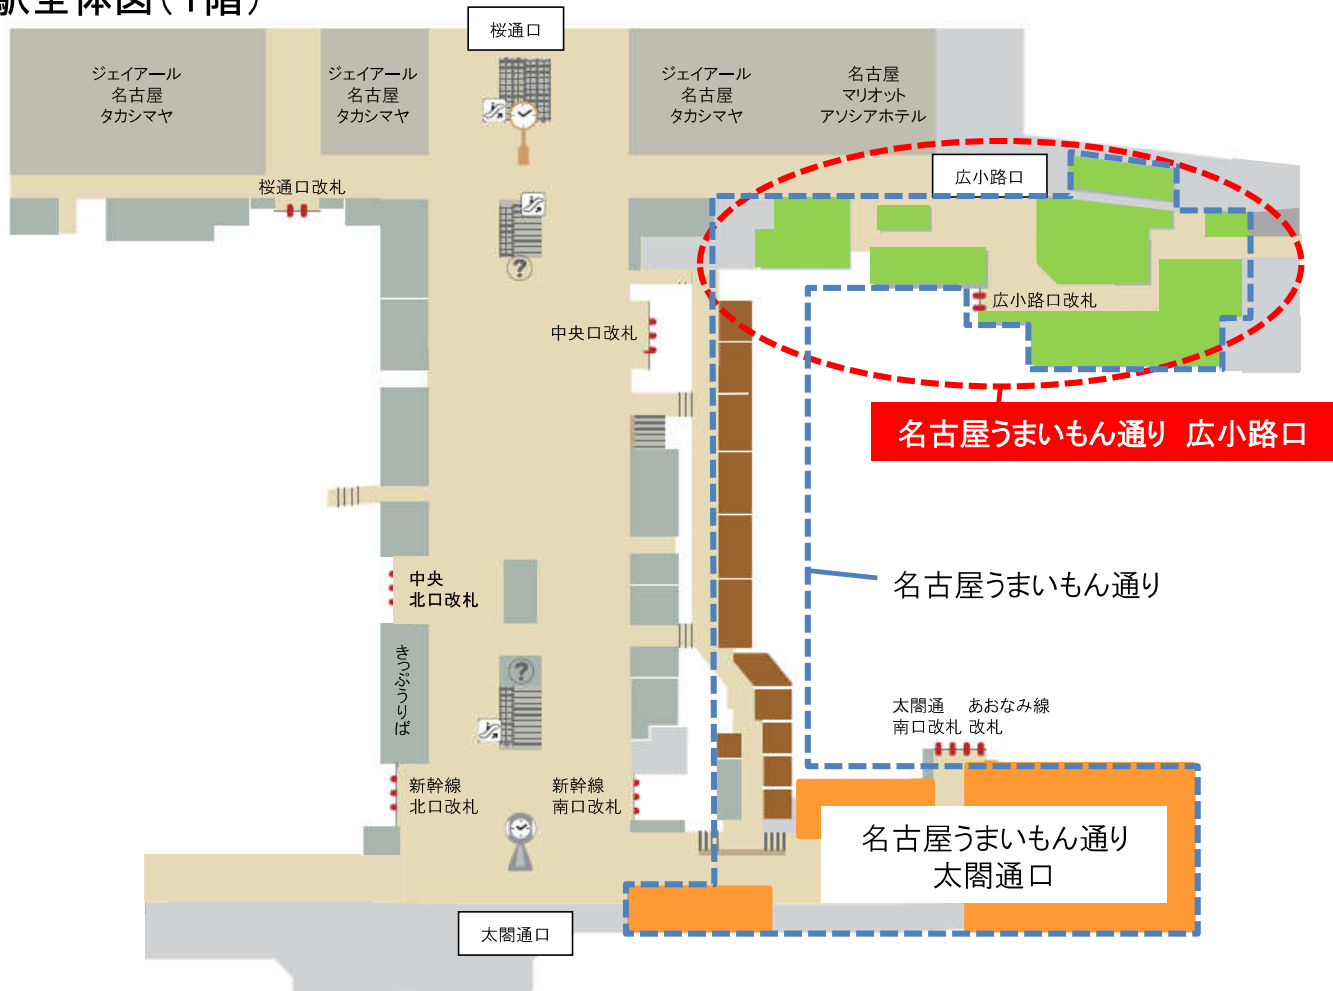 駅全体図(1階)
桜通口
ジェイアール
名古屋
タカシマヤ
ジェイアール
名古屋
タカシマヤ
ジェイアール
名古屋
タカシマヤ
名古屋
マリオット
アソシアホテル
広小路口
桜通口改札
?
広小路口改札
中央口改札
名古屋うまいもん通り 広小路口
名古屋うまいもん通り
中央
北口改札
きっぷうりば
?
太閤通
南口改札
あおなみ線
改札
新幹線
北口改札
新幹線
南口改札
名古屋うまいもん通り
太閤通口
太閤通口